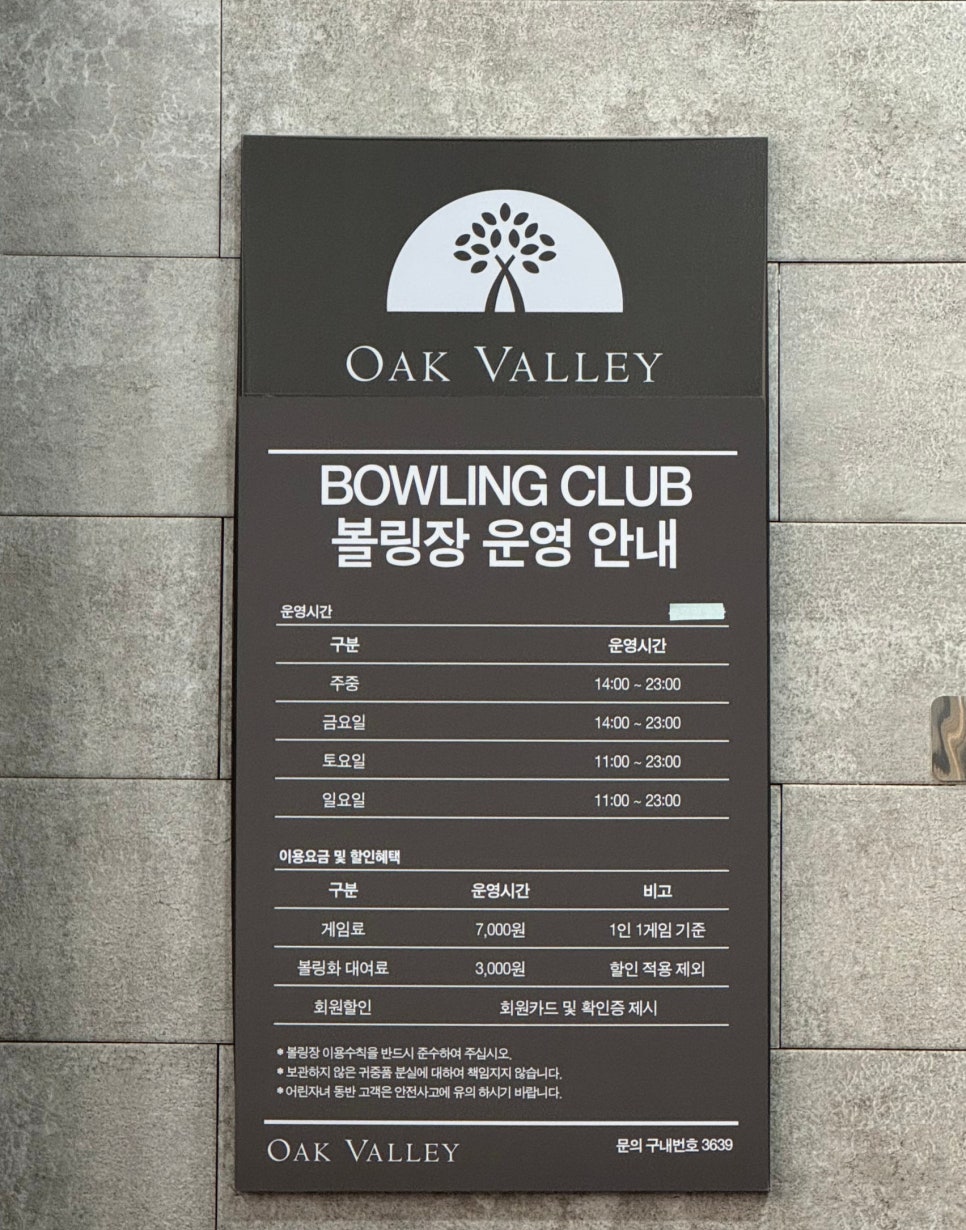 OAK VALLEY
BOWLING CLUB
볼링장 운영 안내
운영시간
구분 운영시간
주중 14:00 ~ 23:00
금요일 14:00 ~ 23:00
토요일 11:00 ~ 23:00
일요일 11:00 ~ 23:00
이용요금 및 할인혜택
구분 운영시간 비고
게임료 7,000원 1인 1게임 기준
볼링화 대여료 3,000원 할인 적용 제외
회원할인 회원카드 및 확인증 제시
* 볼링장 이용수칙을 반드시 준수하여 주십시오.
* 보관하지 않은 귀중품 분실에 대하여 책임지지 않습니다.
* 어린자녀 동반 고객은 안전사고에 유의 하시기 바랍니다.
OAK VALLEY 문의 구내번호 3639